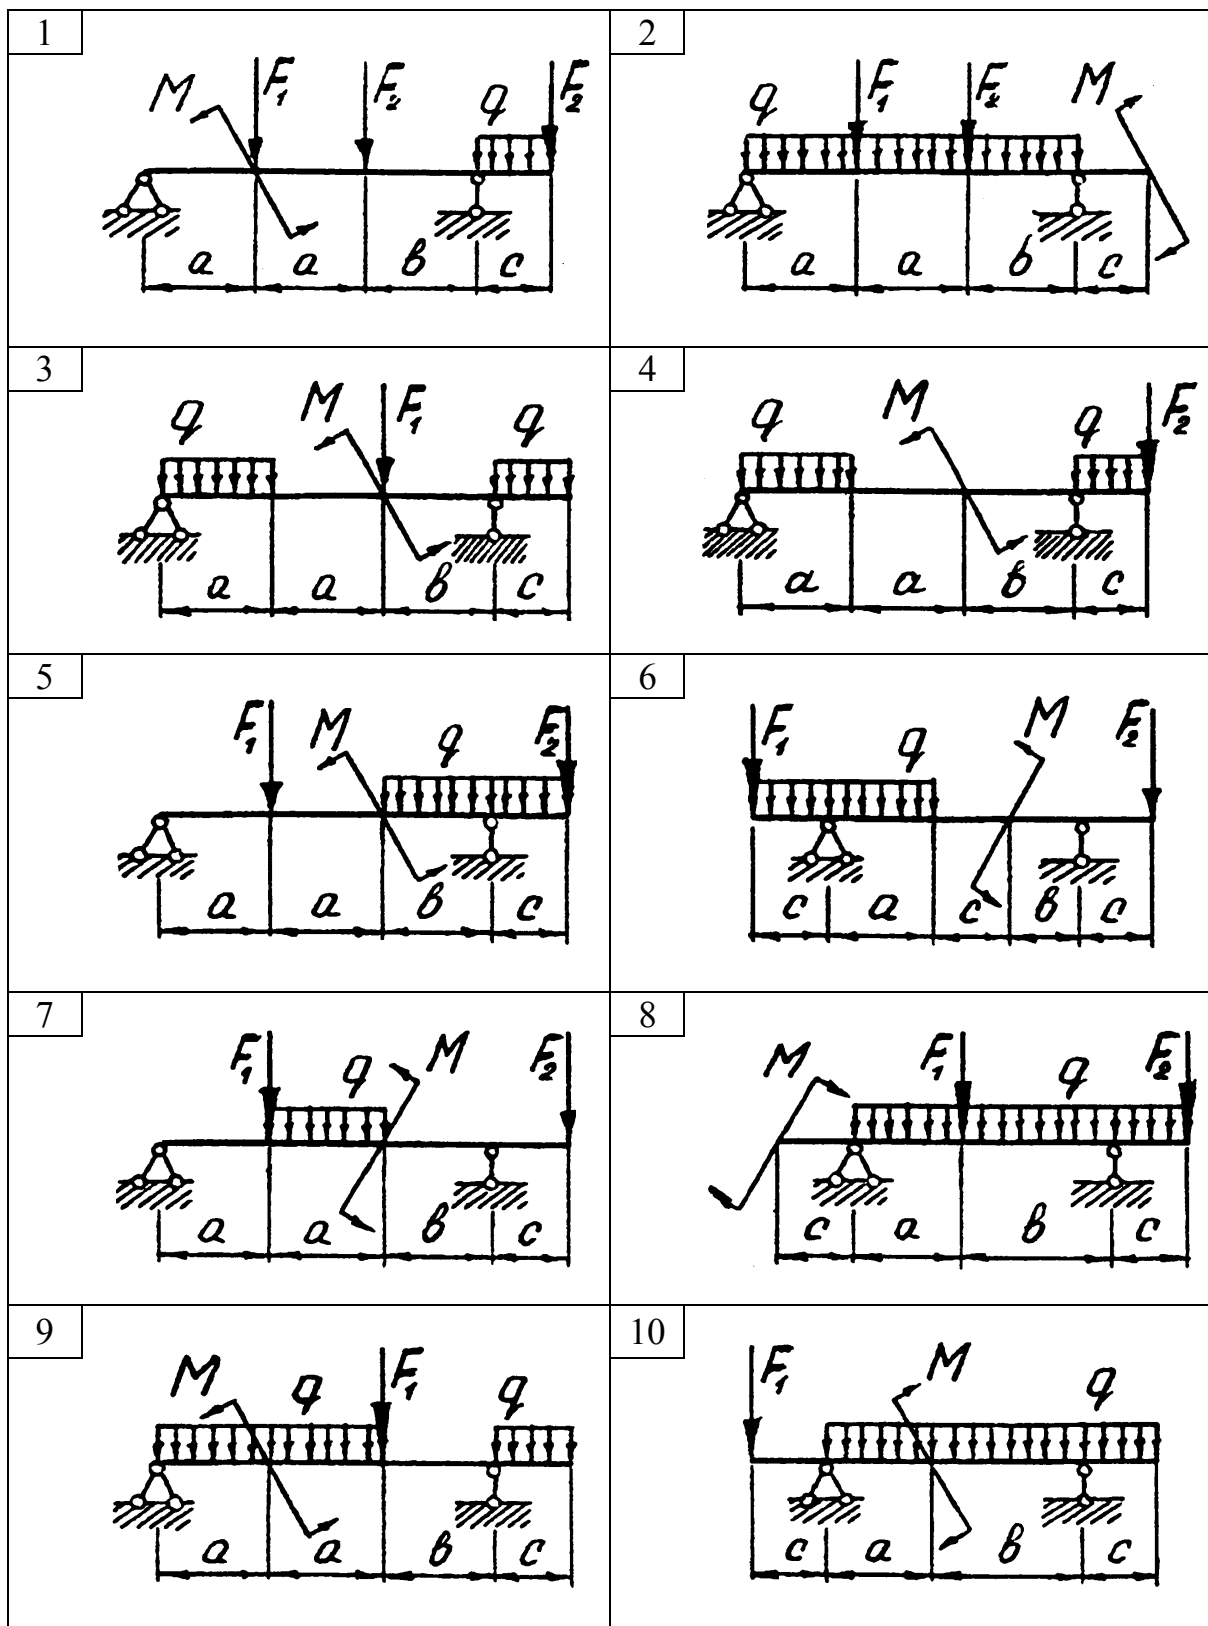 1
M F₁ F₂ q F₂
a a в c
2
q F₁ F₂ M
a a b c
3
q M F₁ q
a a в c
4
q M q F₂
a a в c
5
F₁ M q F₂
a a в c
6
F₁ q M F₂
c a c в c
7
F₁ q M F₂
a a в c
8
M F₁ q F₂
c a в c
9
M q F₁ q
a a в c
10
F₁ M q
c a в c